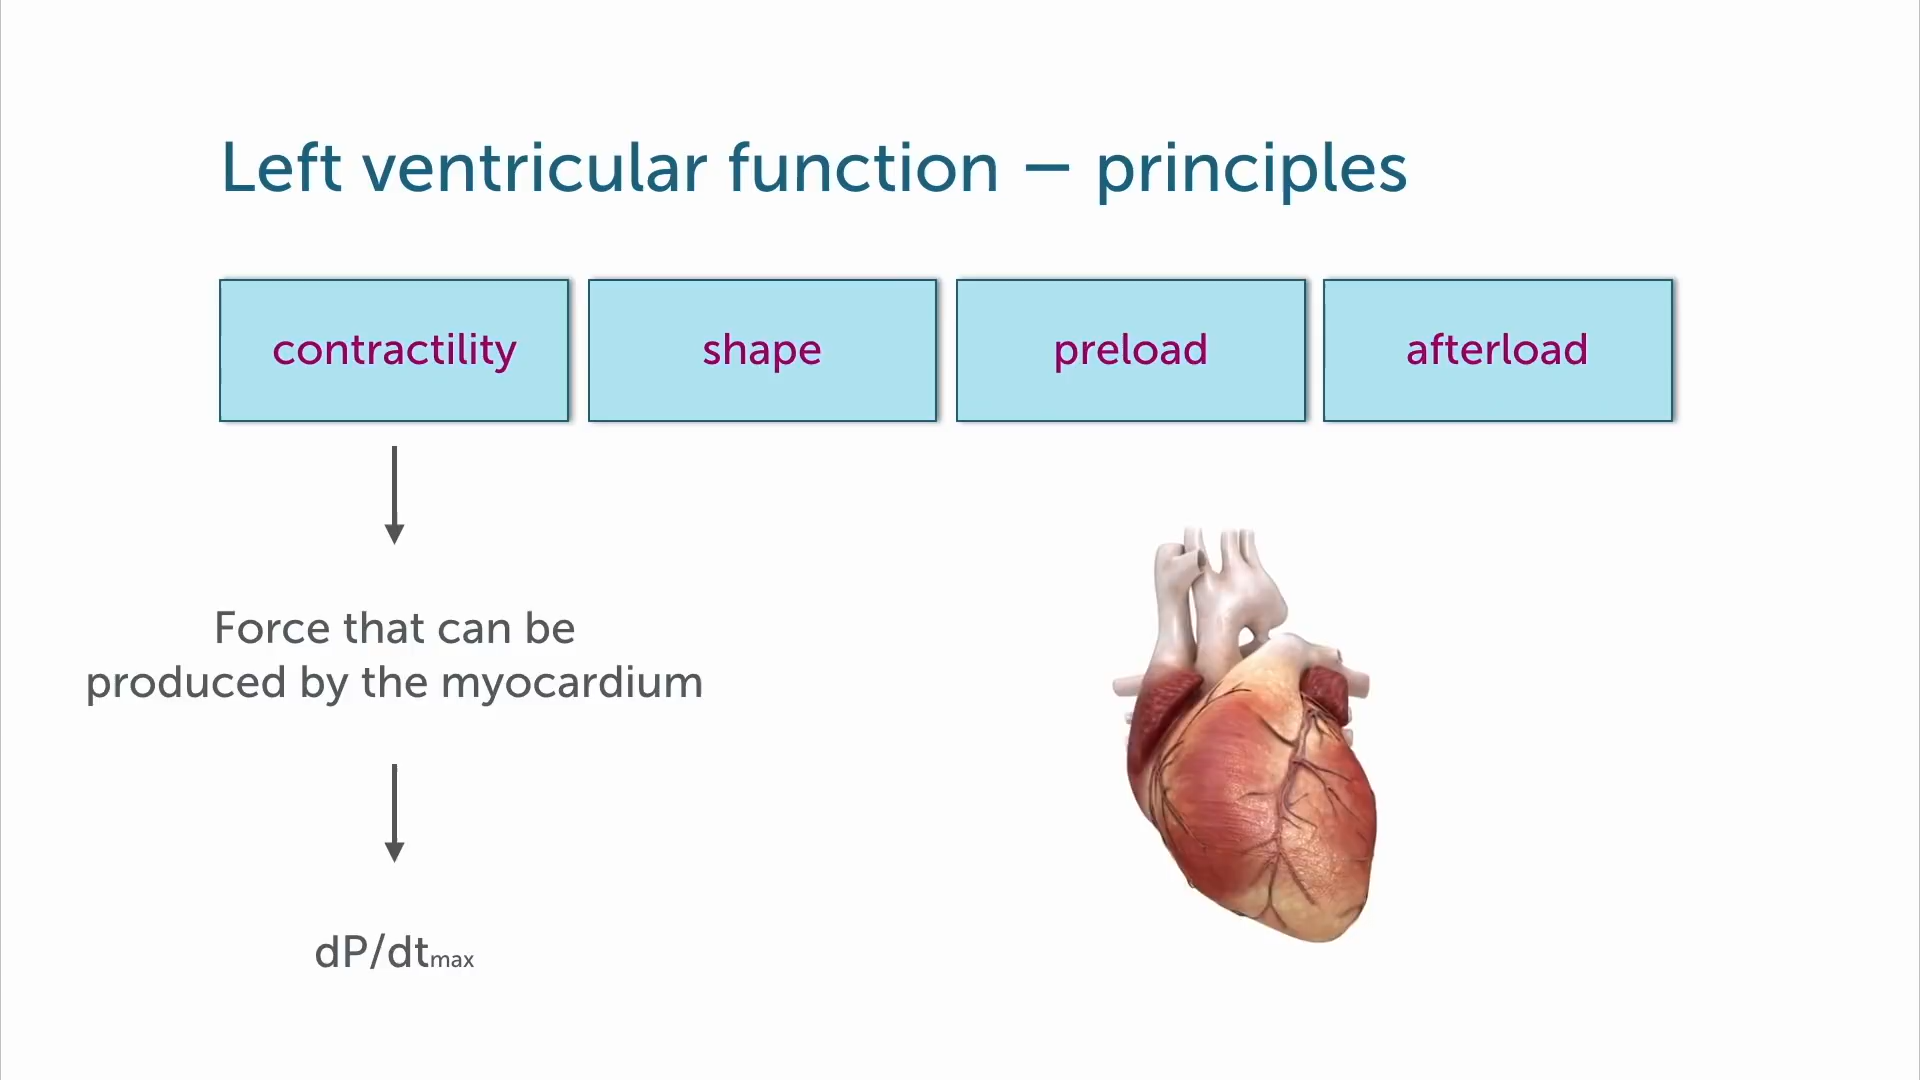 Left ventricular function – principles
contractility
shape
preload
afterload
Force that can be
produced by the myocardium
dP/dtmax